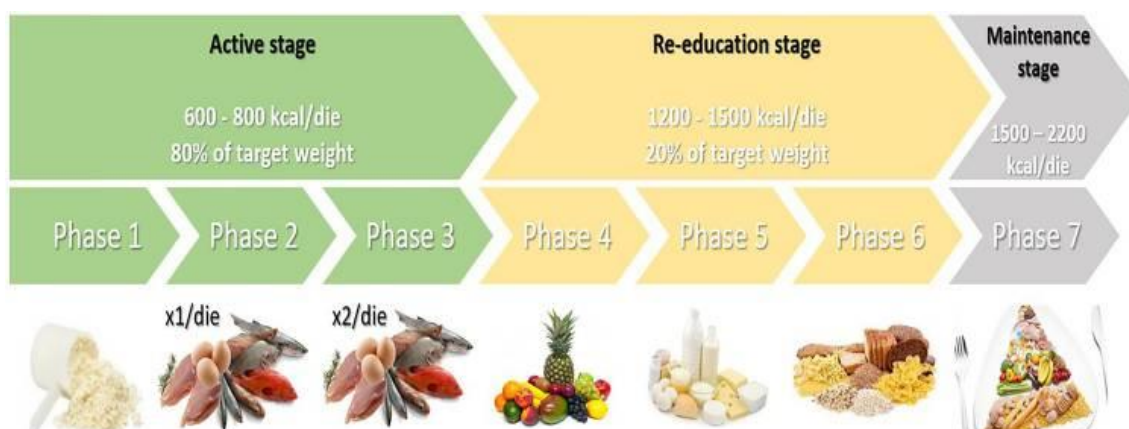 Active stage
600 - 800 kcal/die
80% of target weight
Re-education stage
1200 - 1500 kcal/die
20% of target weight
Maintenance
stage
1500 – 2200
kcal/die
Phase 1
Phase 2
Phase 3
Phase 4
Phase 5
Phase 6
Phase 7
x1/die
x2/die